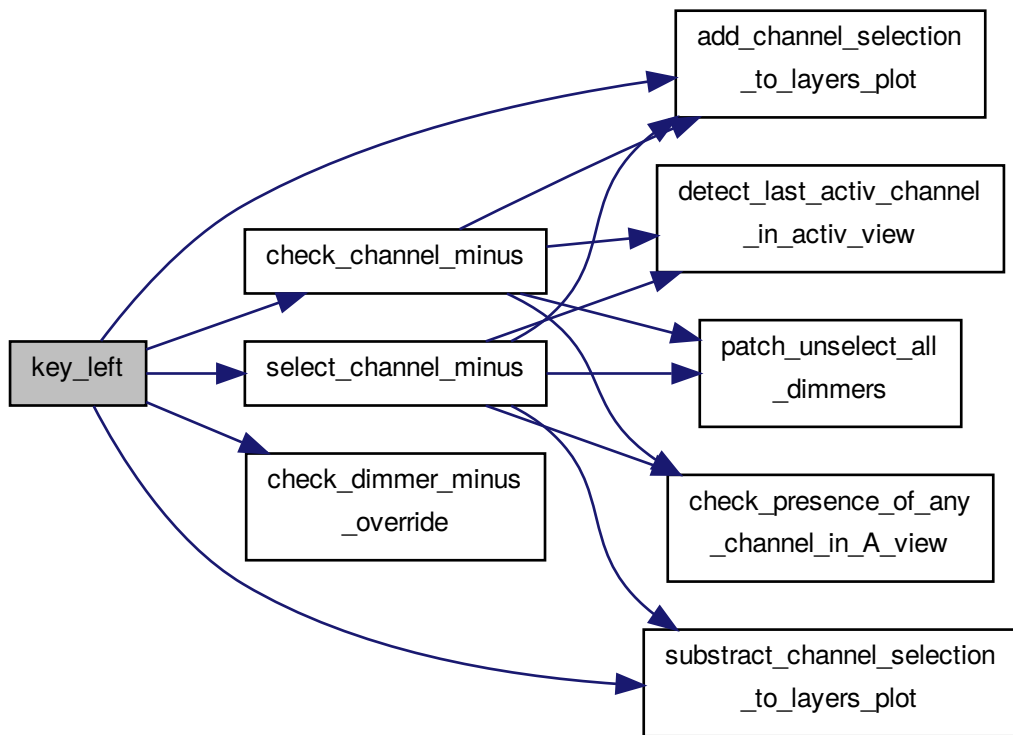 key_left
check_channel_minus
select_channel_minus
check_dimmer_minus
_override
add_channel_selection
_to_layers_plot
detect_last_activ_channel
_in_activ_view
patch_unselect_all
_dimmers
check_presence_of_any
_channel_in_A_view
substract_channel_selection
_to_layers_plot